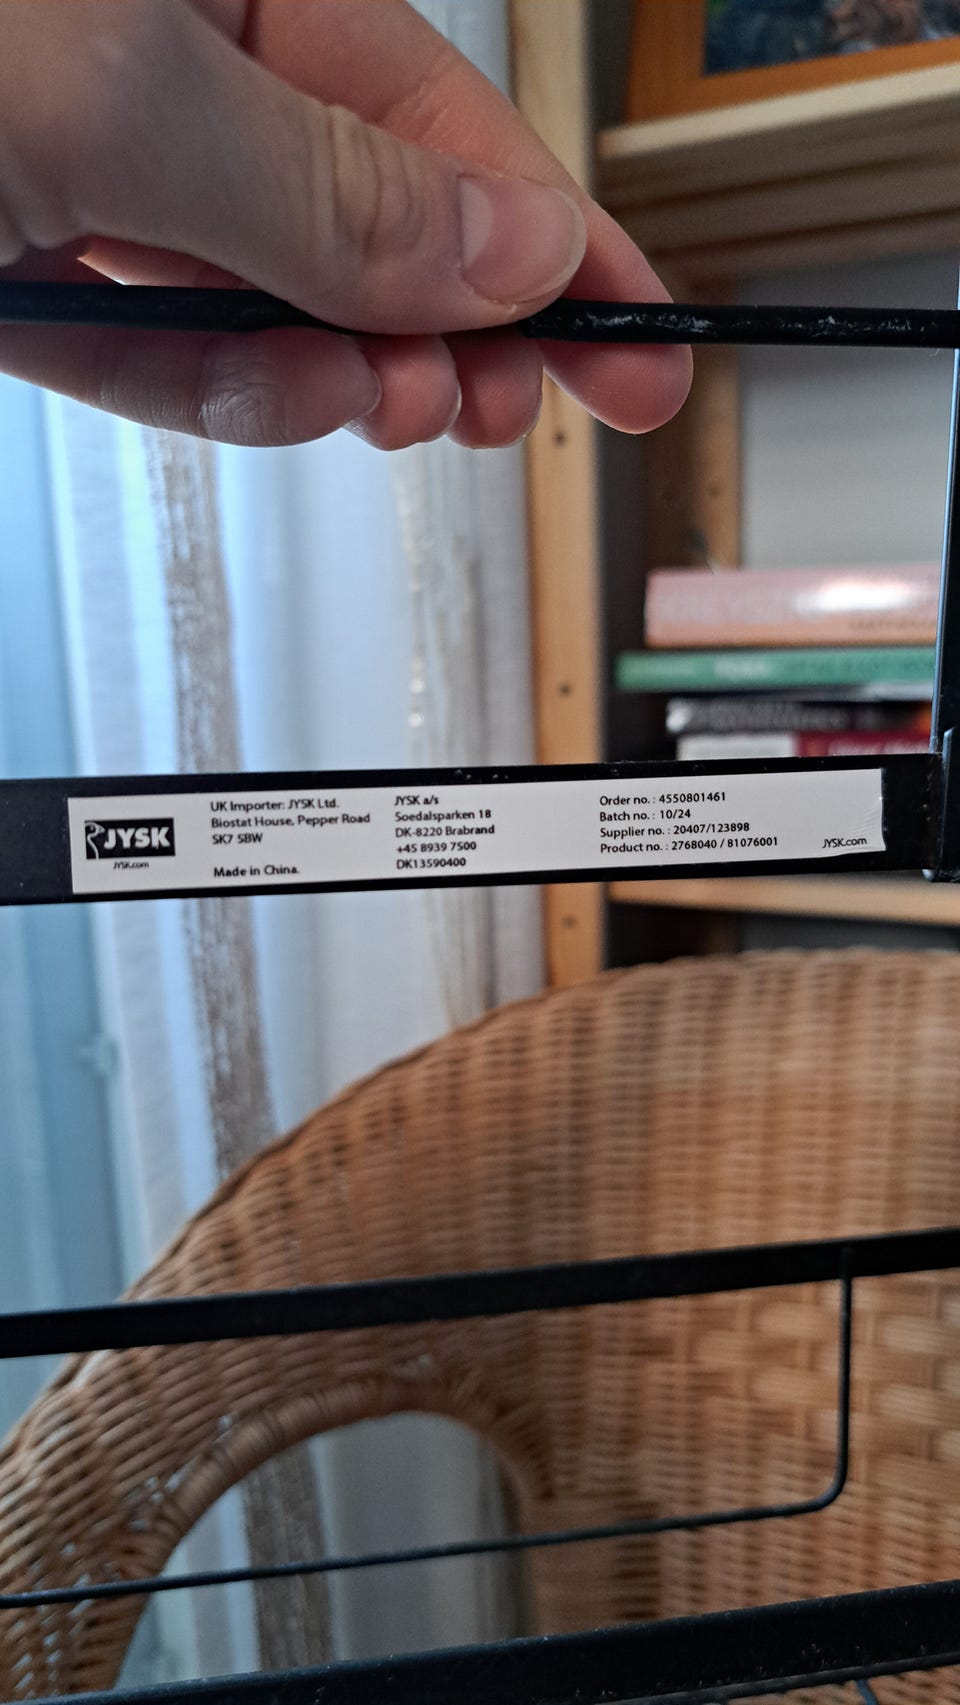 JYSK
JYSK.com
UK Importer: JYSK Ltd.
Biostat House, Pepper Road
SK7 5BW
Made in China.
JYSK a/s
Soedalsparken 18
DK-8220 Brabrand
+45 8939 7500
DK13590400
Order no. : 4550801461
Batch no. : 10/24
Supplier no. : 20407/123898
Product no. : 2768040 / 81076001
JYSK.com